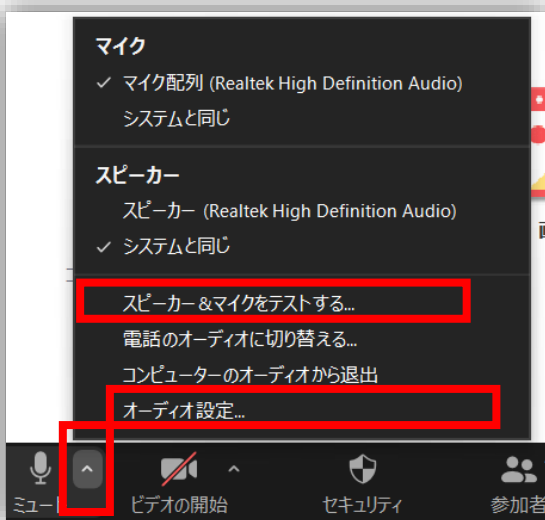 マイク
マイク配列 (Realtek High Definition Audio)
システムと同じ
スピーカー
スピーカー (Realtek High Definition Audio)
システムと同じ
スピーカー&マイクをテストする...
電話のオーディオに切り替える...
コンピューターのオーディオから退出
オーディオ設定...
ミュート
ビデオの開始
セキュリティ
参加者